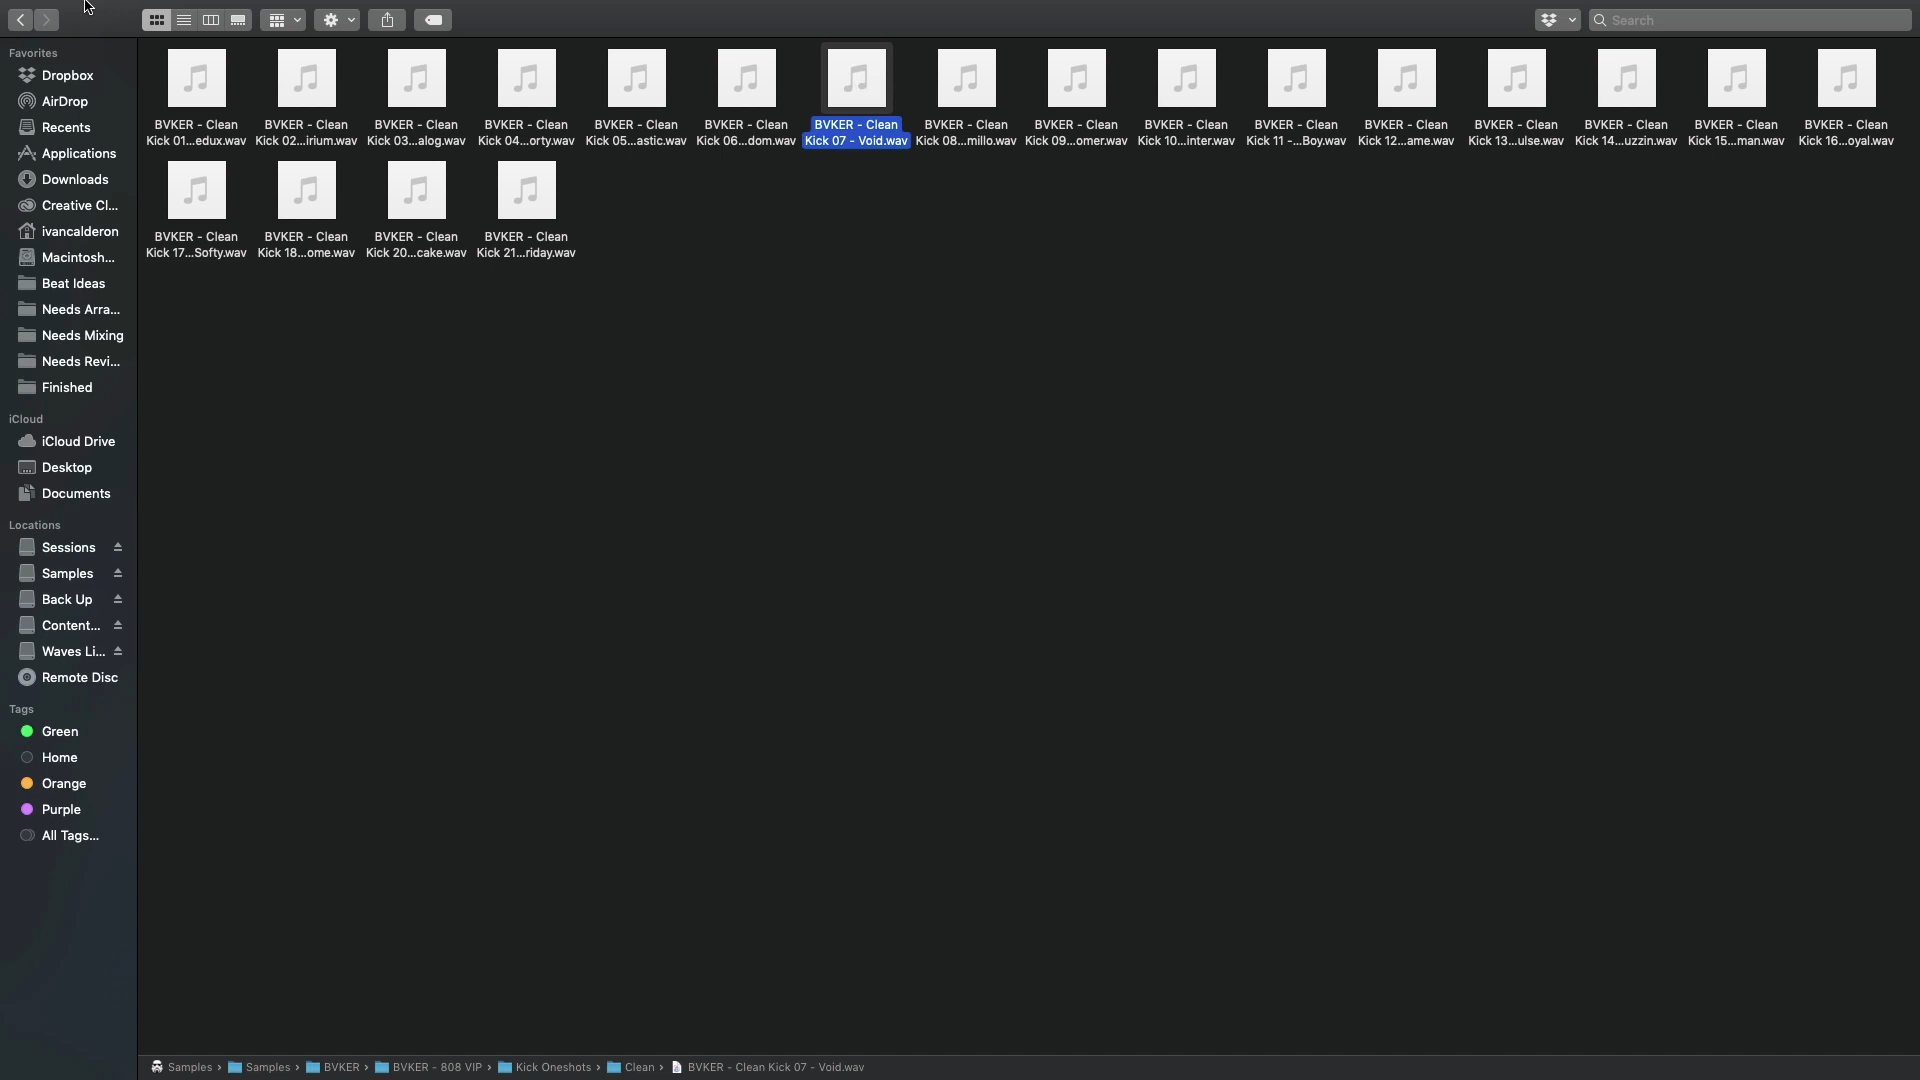 Search
Favorites
Dropbox
AirDrop
Recents
Applications
Downloads
Creative Cl...
ivancalderon
Macintosh...
Beat Ideas
Needs Arra...
Needs Mixing
Needs Revi...
Finished
iCloud
iCloud Drive
Desktop
Documents
Locations
Sessions
Samples
Back Up
Content...
Waves Li...
Remote Disc
Tags
Green
Home
Orange
Purple
All Tags...
BVKER - Clean
Kick 01...edux.wav
BVKER - Clean
Kick 02...irium.wav
BVKER - Clean
Kick 03...alog.wav
BVKER - Clean
Kick 04...orty.wav
BVKER - Clean
Kick 05...astic.wav
BVKER - Clean
Kick 06...dom.wav
BVKER - Clean
Kick 07 - Void.wav
BVKER - Clean
Kick 08...millo.wav
BVKER - Clean
Kick 09...omer.wav
BVKER - Clean
Kick 10...inter.wav
BVKER - Clean
Kick 11 -...Boy.wav
BVKER - Clean
Kick 12...ame.wav
BVKER - Clean
Kick 13...ulse.wav
BVKER - Clean
Kick 14...uzzin.wav
BVKER - Clean
Kick 15...man.wav
BVKER - Clean
Kick 16...oyal.wav
BVKER - Clean
Kick 17...Softy.wav
BVKER - Clean
Kick 18...ome.wav
BVKER - Clean
Kick 20...cake.wav
BVKER - Clean
Kick 21...riday.wav
Samples › Samples › BVKER › BVKER - 808 VIP › Kick Oneshots › Clean › BVKER - Clean Kick 07 - Void.wav